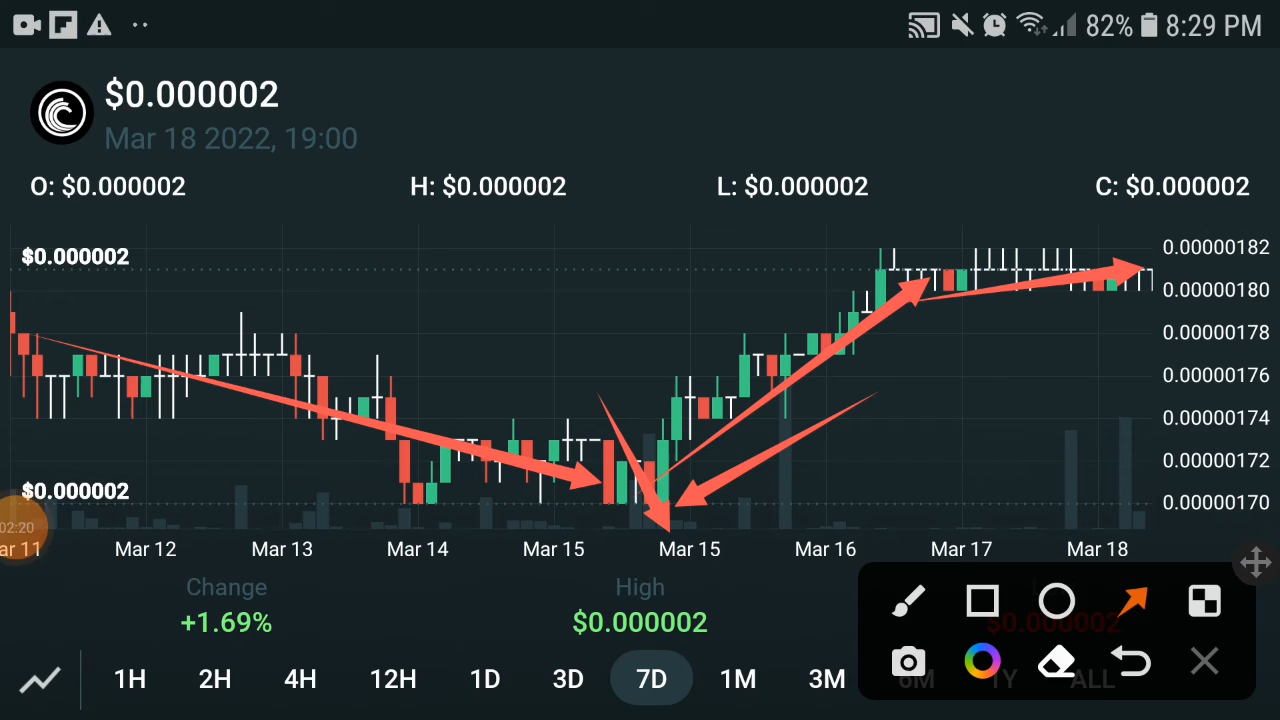 82% 8:29 PM
$0.000002
Mar 18 2022, 19:00
O: $0.000002 H: $0.000002 L: $0.000002 C: $0.000002
$0.000002
0.00000182
0.00000180
0.00000178
0.00000176
0.00000174
0.00000172
$0.000002
0.00000170
02:20
ar 11 Mar 12 Mar 13 Mar 14 Mar 15 Mar 15 Mar 16 Mar 17 Mar 18
Change High
+1.69% $0.000002 $0.000002
1H 2H 4H 12H 1D 3D 7D 1M 3M 6M 1Y ALL